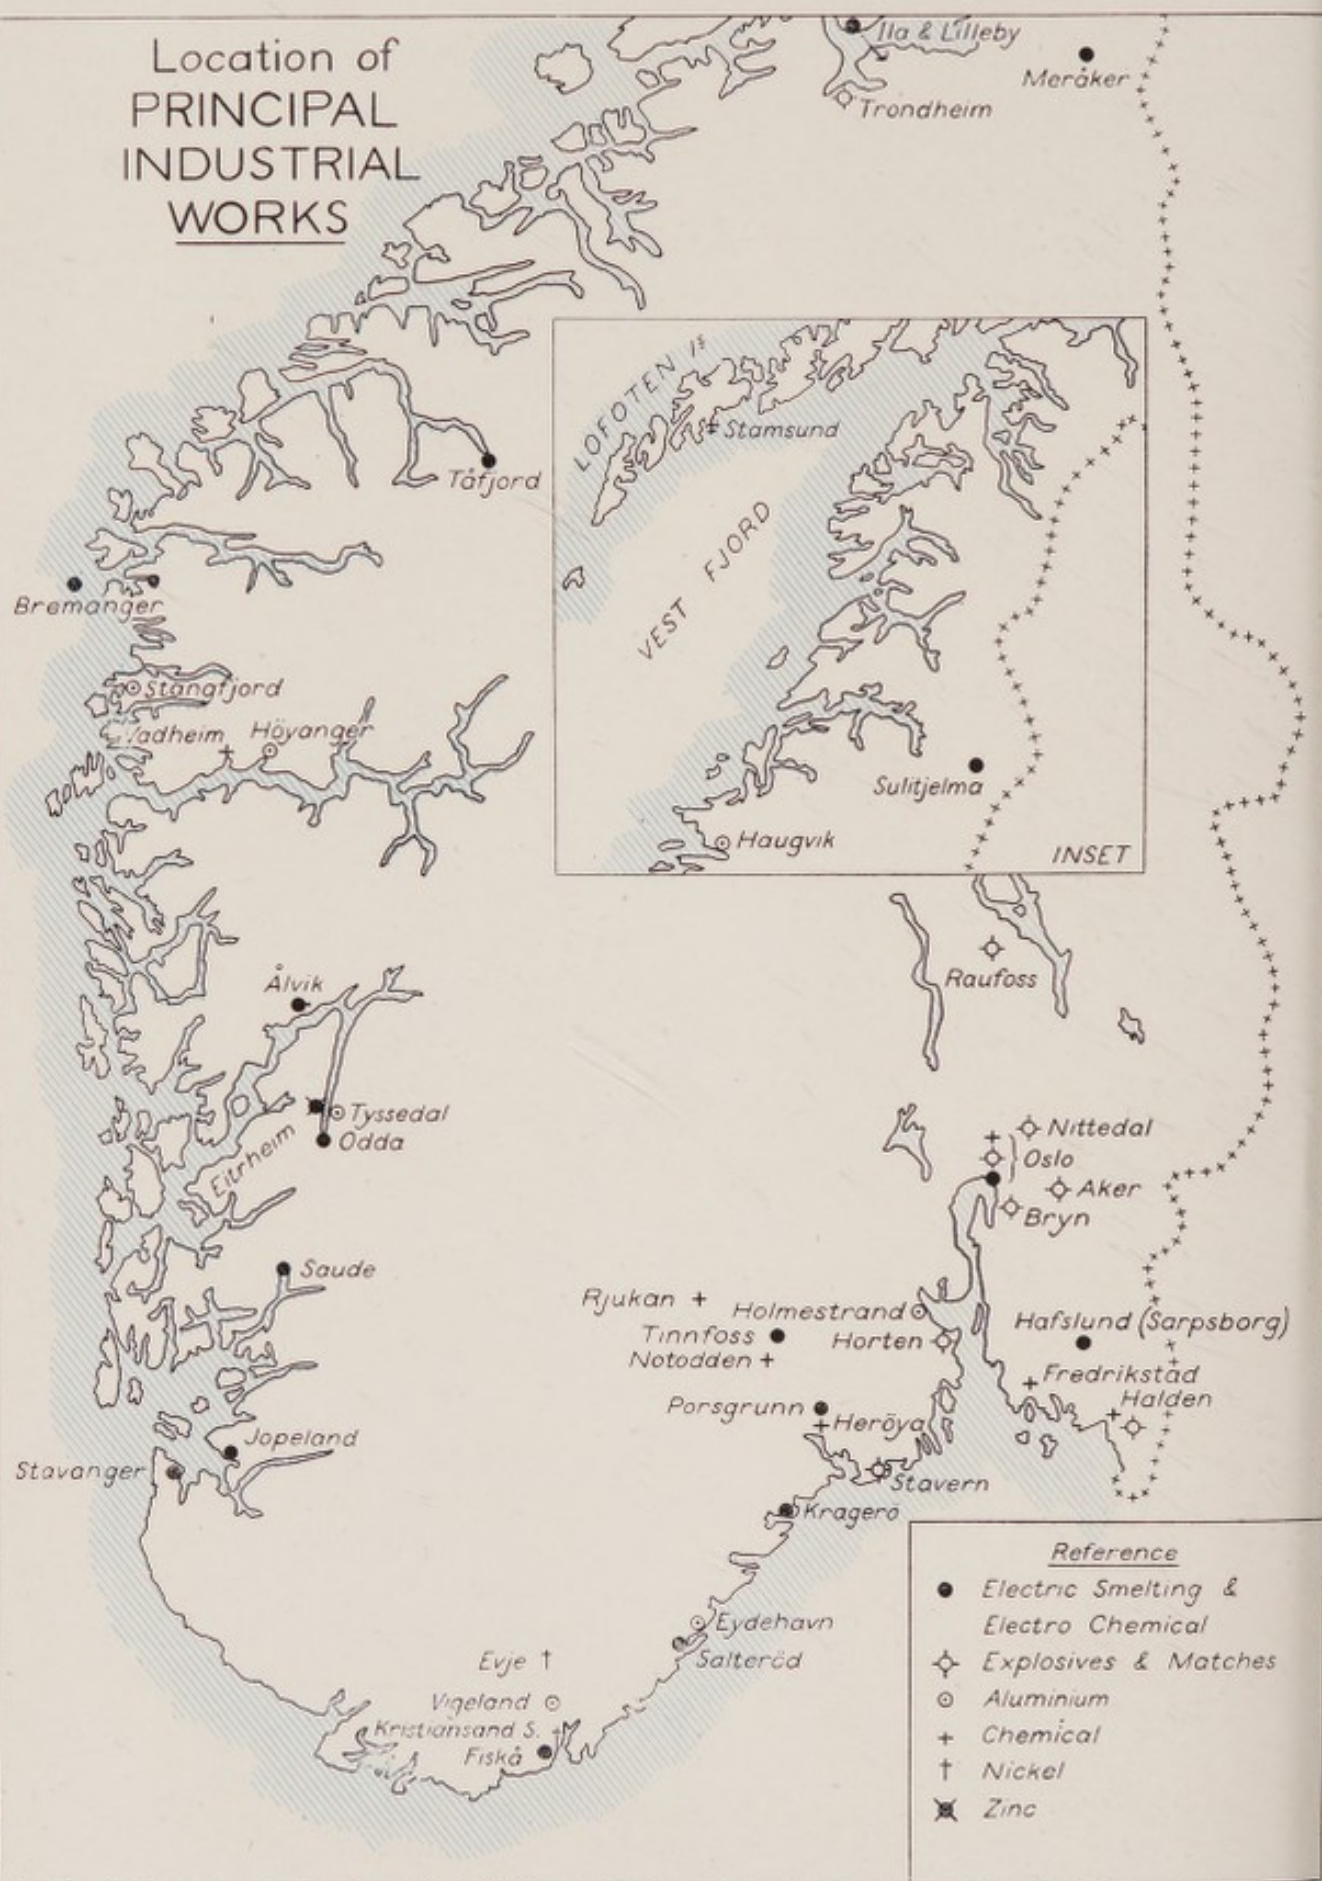 Location of
PRINCIPAL
INDUSTRIAL
WORKS
Ila & Lilleby
Meråker
Trondheim
LOFOTEN Is
Stamsund
VEST FJORD
Sulitjelma
Haugvik
INSET
Tåfjord
Bremanger
Stangfjord
Vadheim
Höyanger
Raufoss
Ålvik
Tyssedal
Odda
Eitrheim
Nittedal
Oslo
Aker
Bryn
Saude
Rjukan
Holmestrand
Tinnfoss
Horten
Notodden
Hafslund (Sarpsborg)
Fredrikstad
Halden
Porsgrunn
Heröya
Jopeland
Stavanger
Stavern
Kragerö
Eydehavn
Salteröd
Evje
Vigeland
Kristiansand S.
Fiskå
Reference
Electric Smelting &
Electro Chemical
Explosives & Matches
Aluminium
Chemical
Nickel
Zinc